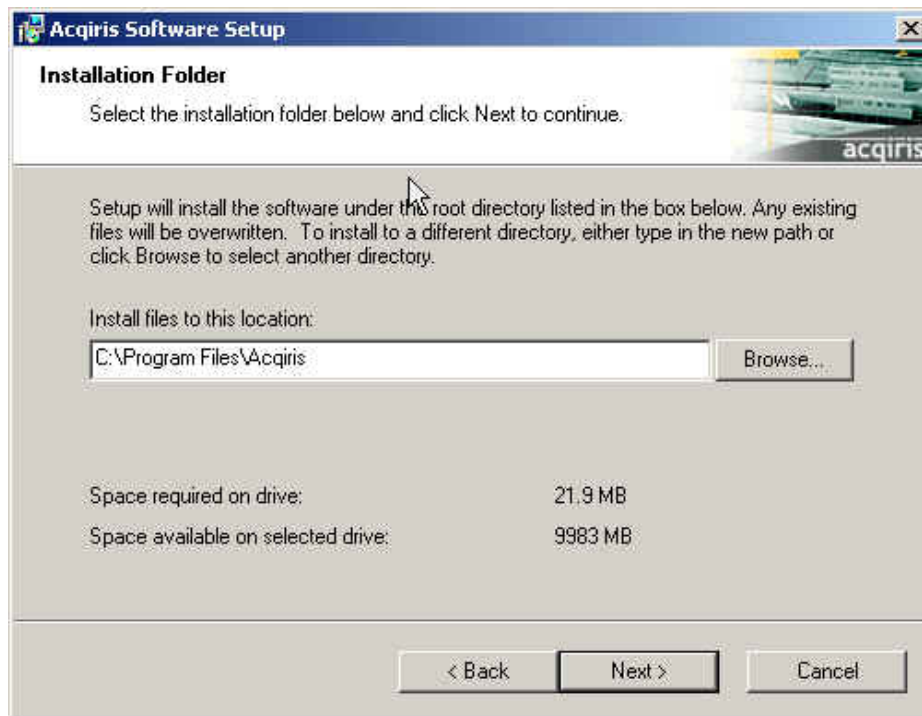 Acqiris Software Setup
Installation Folder
Select the installation folder below and click Next to continue.
acqiris
Setup will install the software under the root directory listed in the box below. Any existing
files will be overwritten. To install to a different directory, either type in the new path or
click Browse to select another directory.
Install files to this location:
C:\Program Files\Acqiris
Browse...
Space required on drive: 21.9 MB
Space available on selected drive: 9983 MB
< Back Next > Cancel